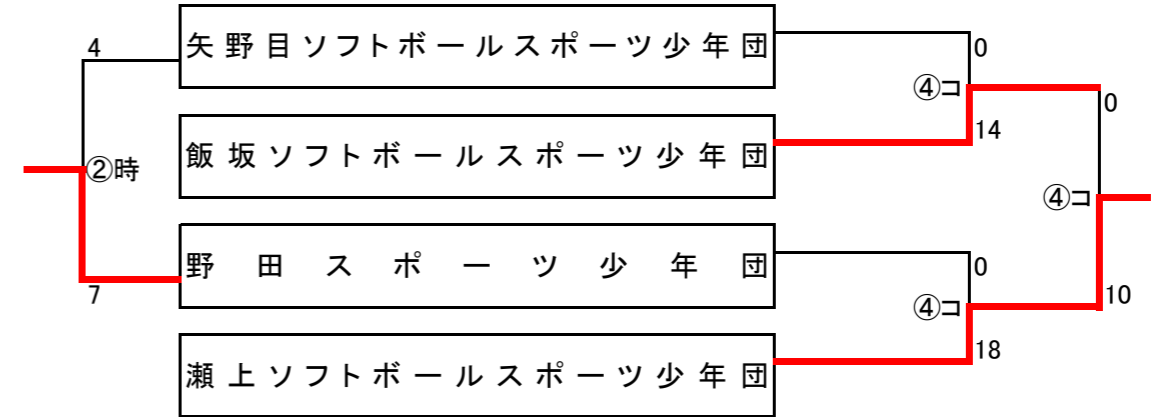 4
矢野目ソフトボールスポーツ少年団
0
④コ
0
14
②時
飯坂ソフトボールスポーツ少年団
④コ
7
野田スポーツ少年団
0
④コ
10
18
瀬上ソフトボールスポーツ少年団